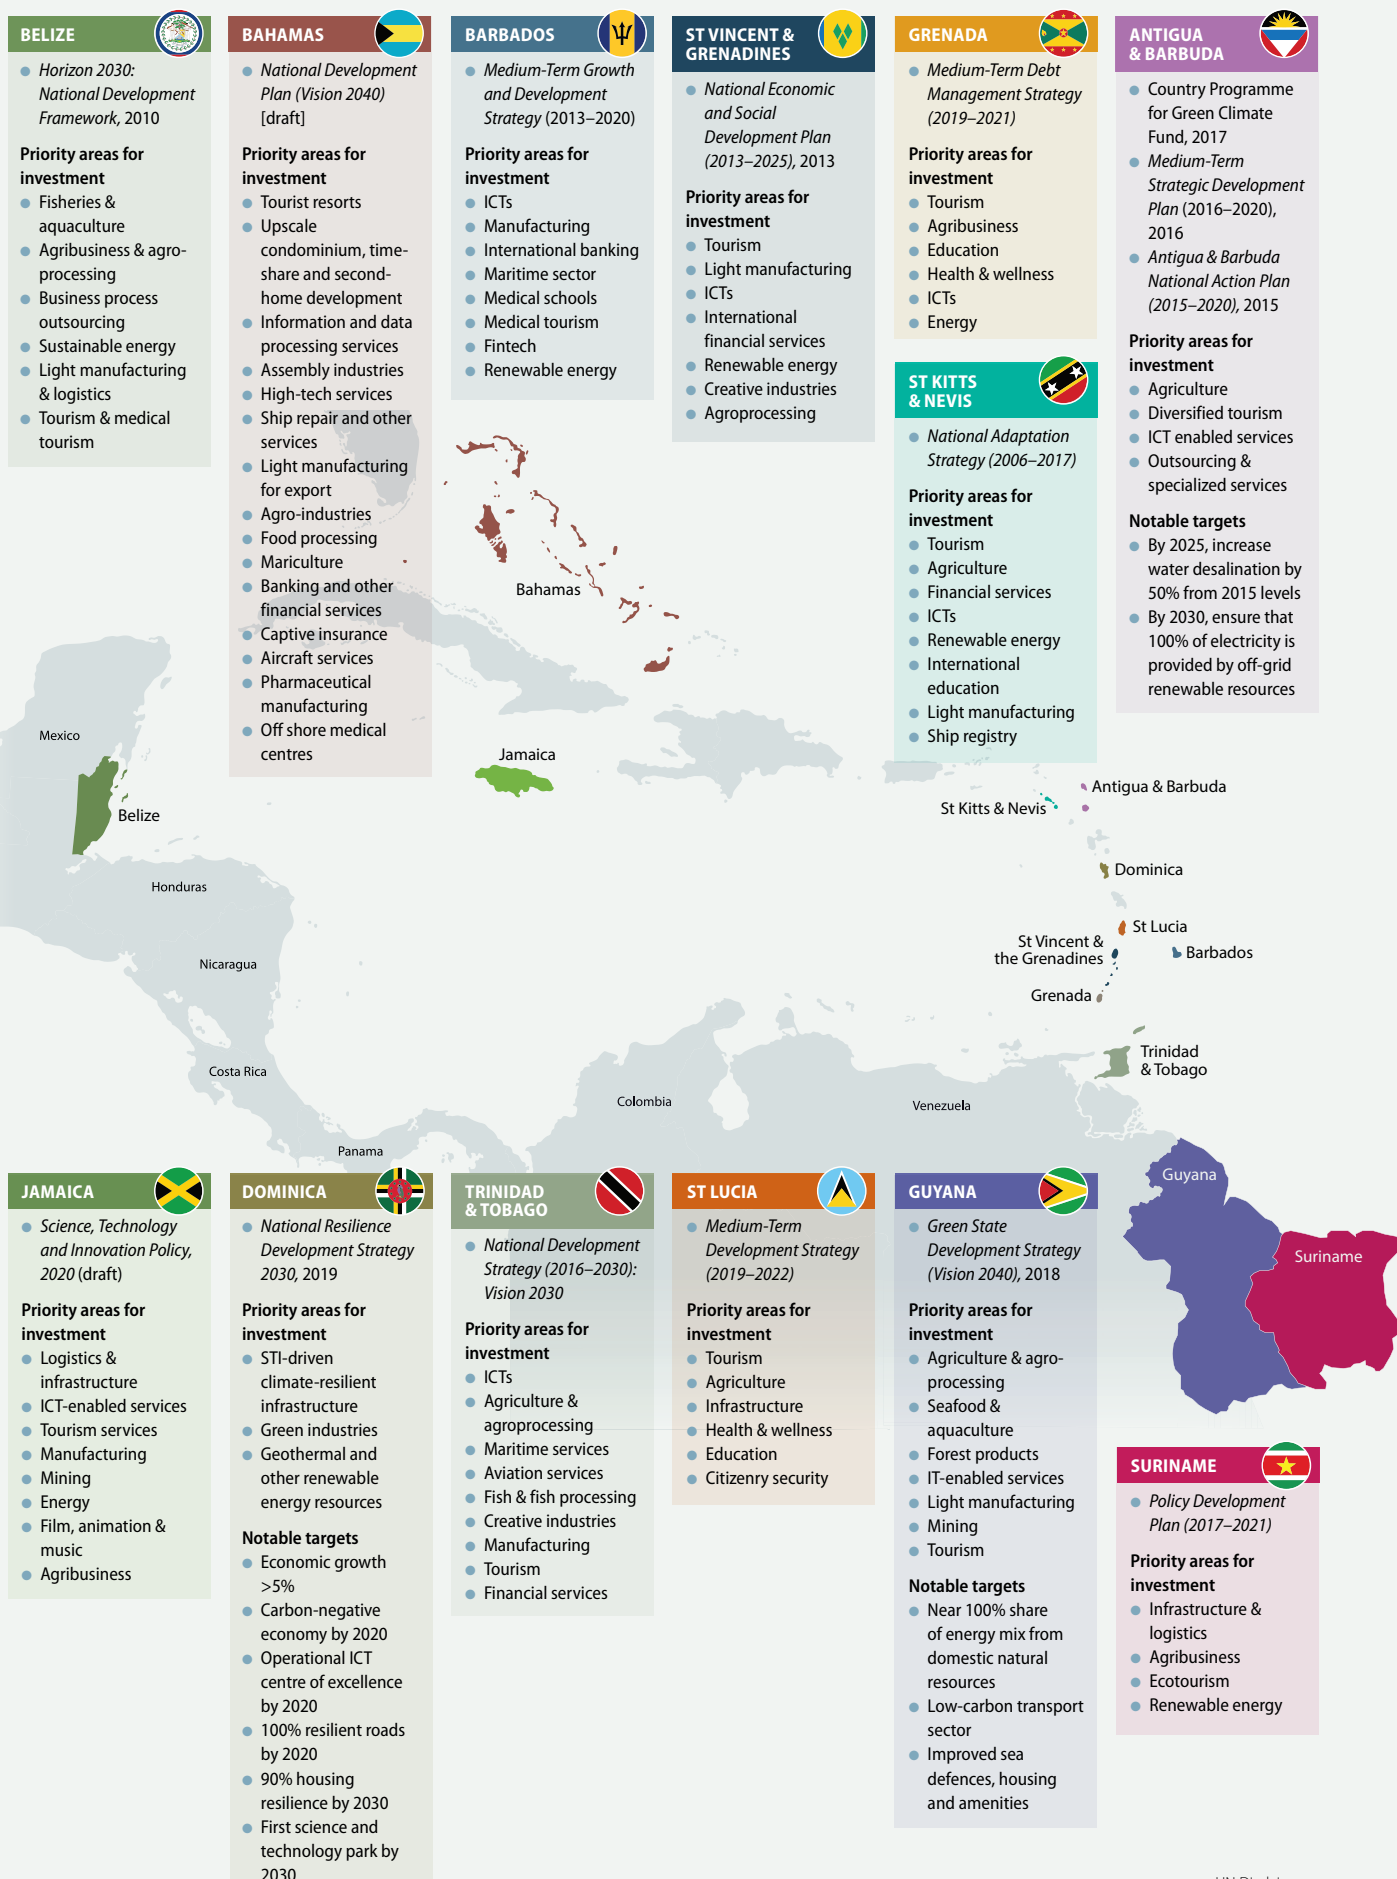 BELIZE
Horizon 2030:
National Development
Framework, 2010
Priority areas for
investment
Fisheries &
aquaculture
Agribusiness & agro-
processing
Business process
outsourcing
Sustainable energy
Light manufacturing
& logistics
Tourism & medical
tourism
BAHAMAS
National Development
Plan (Vision 2040)
[draft]
Priority areas for
investment
Tourist resorts
Upscale
condominium, time-
share and second-
home development
Information and data
processing services
Assembly industries
High-tech services
Ship repair and other
services
Light manufacturing
for export
Agro-industries
Food processing
Mariculture
Banking and other
financial services
Captive insurance
Aircraft services
Pharmaceutical
manufacturing
Off shore medical
centres
BARBADOS
Medium-Term Growth
and Development
Strategy (2013–2020)
Priority areas for
investment
ICTs
Manufacturing
International banking
Maritime sector
Medical schools
Medical tourism
Fintech
Renewable energy
ST VINCENT &
GRENADINES
National Economic
and Social
Development Plan
(2013–2025), 2013
Priority areas for
investment
Tourism
Light manufacturing
ICTs
International
financial services
Renewable energy
Creative industries
Agroprocessing
GRENADA
Medium-Term Debt
Management Strategy
(2019–2021)
Priority areas for
investment
Tourism
Agribusiness
Education
Health & wellness
ICTs
Energy
ST KITTS
& NEVIS
National Adaptation
Strategy (2006–2017)
Priority areas for
investment
Tourism
Agriculture
Financial services
ICTs
Renewable energy
International
education
Light manufacturing
Ship registry
ANTIGUA
& BARBUDA
Country Programme
for Green Climate
Fund, 2017
Medium-Term
Strategic Development
Plan (2016–2020),
2016
Antigua & Barbuda
National Action Plan
(2015–2020), 2015
Priority areas for
investment
Agriculture
Diversified tourism
ICT enabled services
Outsourcing &
specialized services
Notable targets
By 2025, increase
water desalination by
50% from 2015 levels
By 2030, ensure that
100% of electricity is
provided by off-grid
renewable resources
Bahamas
Mexico
Jamaica
Belize
Antigua & Barbuda
St Kitts & Nevis
Honduras
Dominica
St Lucia
St Vincent &
the Grenadines
Barbados
Nicaragua
Grenada
Trinidad
& Tobago
Costa Rica
Colombia
Venezuela
Panama
Guyana
Suriname
JAMAICA
Science, Technology
and Innovation Policy,
2020 (draft)
Priority areas for
investment
Logistics &
infrastructure
ICT-enabled services
Tourism services
Manufacturing
Mining
Energy
Film, animation &
music
Agribusiness
DOMINICA
National Resilience
Development Strategy
2030, 2019
Priority areas for
investment
STI-driven
climate-resilient
infrastructure
Green industries
Geothermal and
other renewable
energy resources
Notable targets
Economic growth
>5%
Carbon-negative
economy by 2020
Operational ICT
centre of excellence
by 2020
100% resilient roads
by 2020
90% housing
resilience by 2030
First science and
technology park by
2030
TRINIDAD
& TOBAGO
National Development
Strategy (2016–2030):
Vision 2030
Priority areas for
investment
ICTs
Agriculture &
agroprocessing
Maritime services
Aviation services
Fish & fish processing
Creative industries
Manufacturing
Tourism
Financial services
ST LUCIA
Medium-Term
Development Strategy
(2019–2022)
Priority areas for
investment
Tourism
Agriculture
Infrastructure
Health & wellness
Education
Citizenry security
GUYANA
Green State
Development Strategy
(Vision 2040), 2018
Priority areas for
investment
Agriculture & agro-
processing
Seafood &
aquaculture
Forest products
IT-enabled services
Light manufacturing
Mining
Tourism
Notable targets
Near 100% share
of energy mix from
domestic natural
resources
Low-carbon transport
sector
Improved sea
defences, housing
and amenities
SURINAME
Policy Development
Plan (2017–2021)
Priority areas for
investment
Infrastructure &
logistics
Agribusiness
Ecotourism
Renewable energy